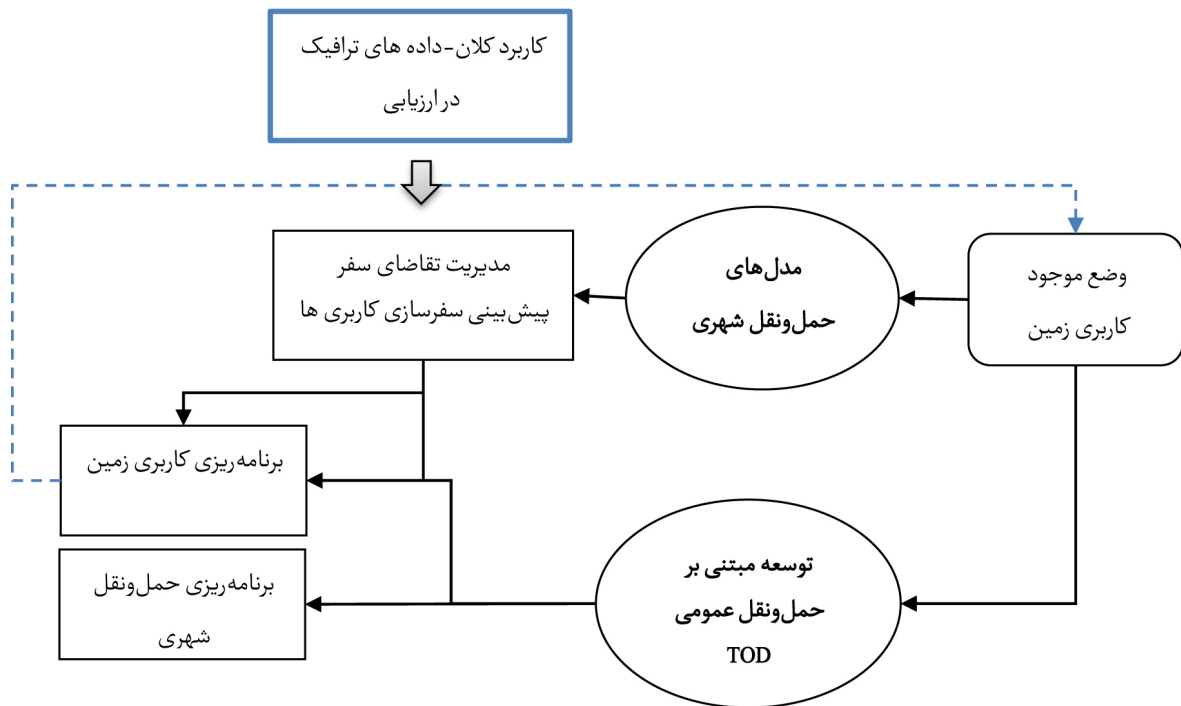 کاربرد کلان-داده های ترافیک
در ارزیابی
وضع موجود
کاربری زمین
مدل‌های
حمل‌ونقل شهری
مدیریت تقاضای سفر
پیش‌بینی سفرسازی کاربری ها
برنامه‌ریزی کاربری زمین
توسعه مبتنی بر
حمل‌ونقل عمومی
TOD
برنامه‌ریزی حمل‌ونقل
شهری